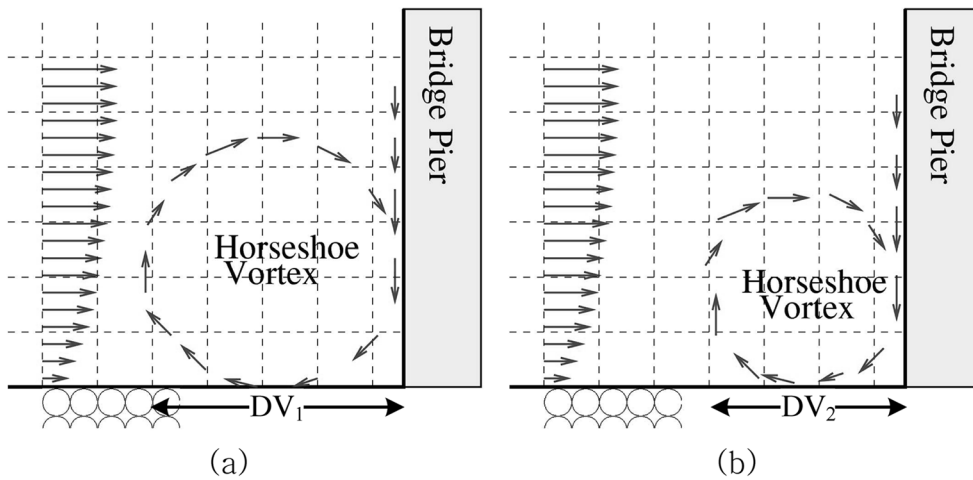 Bridge Pier
Horseshoe
Vortex
DV₁
(a)
Bridge Pier
Horseshoe
Vortex
DV₂
(b)